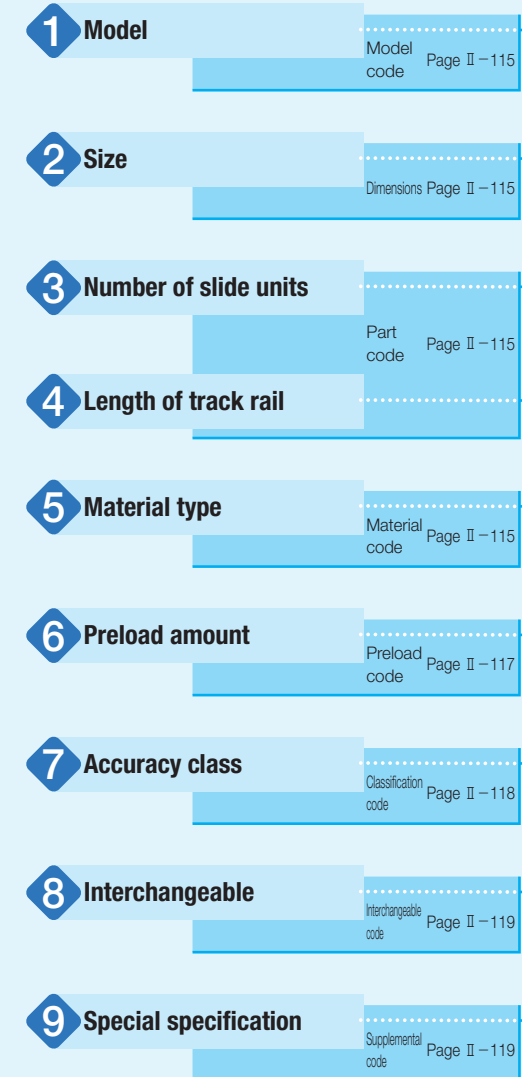 1 Model
Model
code Page Ⅱ－115
2 Size
Dimensions Page Ⅱ－115
3 Number of slide units
Part
code Page Ⅱ－115
4 Length of track rail
5 Material type
Material
code Page Ⅱ－115
6 Preload amount
Preload
code Page Ⅱ－117
7 Accuracy class
Classification
code Page Ⅱ－118
8 Interchangeable
Interchangeable
code Page Ⅱ－119
9 Special specification
Supplemental
code Page Ⅱ－119